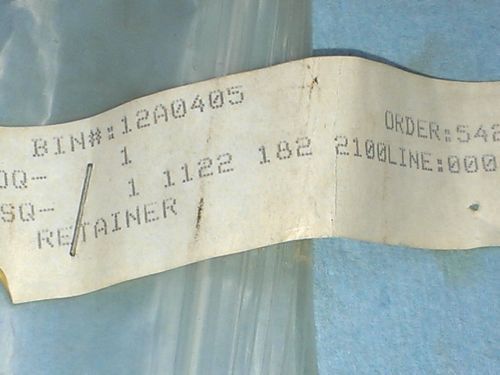 BIN#:12A0405 ORDER:542
OQ- 1
SQ- 1 1122 182 2100LINE:000
RETAINER